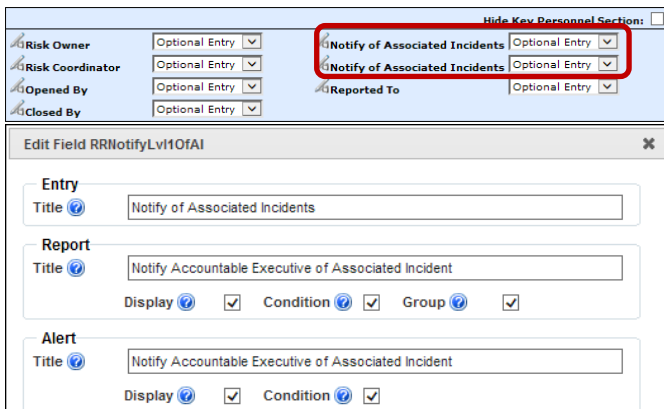 Hide Key Personnel Section:
Risk Owner Optional Entry Notify of Associated Incidents Optional Entry
Risk Coordinator Optional Entry Notify of Associated Incidents Optional Entry
Opened By Optional Entry Reported To Optional Entry
Closed By Optional Entry
Edit Field RRNotifyLvl1OfAI
Entry
Title Notify of Associated Incidents
Report
Title Notify Accountable Executive of Associated Incident
Display Condition Group
Alert
Title Notify Accountable Executive of Associated Incident
Display Condition